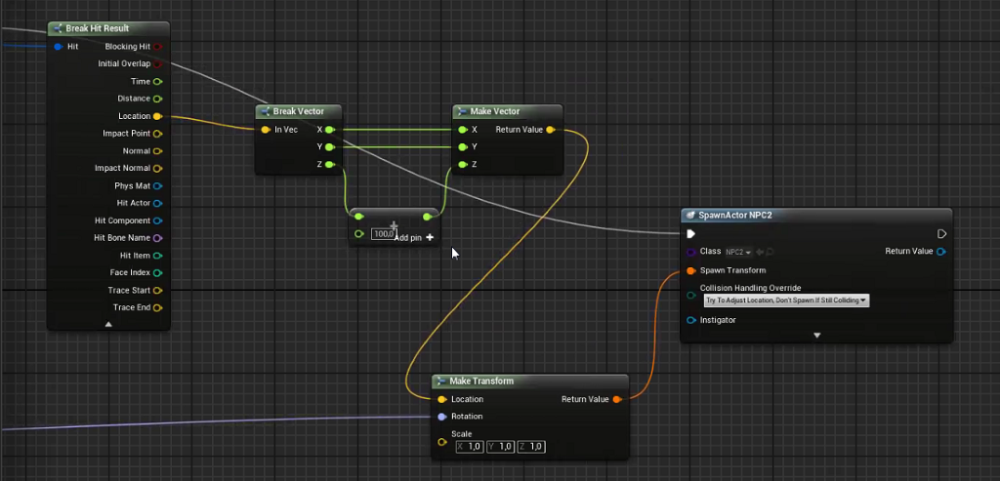 Break Hit Result
Hit
Blocking Hit
Initial Overlap
Time
Distance
Location
Impact Point
Normal
Impact Normal
Phys Mat
Hit Actor
Hit Component
Hit Bone Name
Hit Item
Face Index
Trace Start
Trace End
Break Vector
In Vec
X
Y
Z
Make Vector
X
Return Value
Y
Z
100,0
Add pin +
SpawnActor NPC2
Class NPC2
Return Value
Spawn Transform
Collision Handling Override
Try To Adjust Location, Don't Spawn If Still Colliding
Instigator
Make Transform
Location
Return Value
Rotation
Scale
X 1,0 Y 1,0 Z 1,0